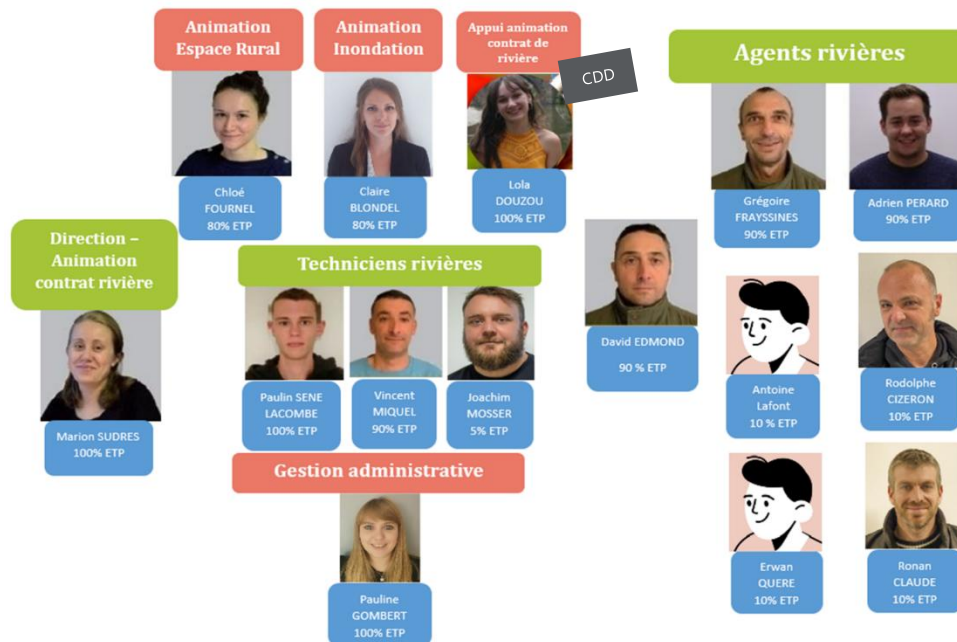 Animation
Espace Rural
Animation
Inondation
Appui animation
contrat de
rivière
CDD
Agents rivières
Chloé
FOURNEL
80% ETP
Claire
BLONDEL
80% ETP
Lola
DOUZOU
100% ETP
Grégoire
FRAYSSINES
90% ETP
Adrien PERARD
90% ETP
Direction –
Animation
contrat rivière
Techniciens rivières
Marion SUDRES
100% ETP
Paulin SENE
LACOMBE
100% ETP
Vincent
MIQUEL
90% ETP
Joachim
MOSSER
5% ETP
David EDMOND
90 % ETP
Antoine
Lafont
10 % ETP
Rodolphe
CIZERON
10% ETP
Gestion administrative
Pauline
GOMBERT
100% ETP
Erwan
QUERE
10% ETP
Ronan
CLAUDE
10% ETP